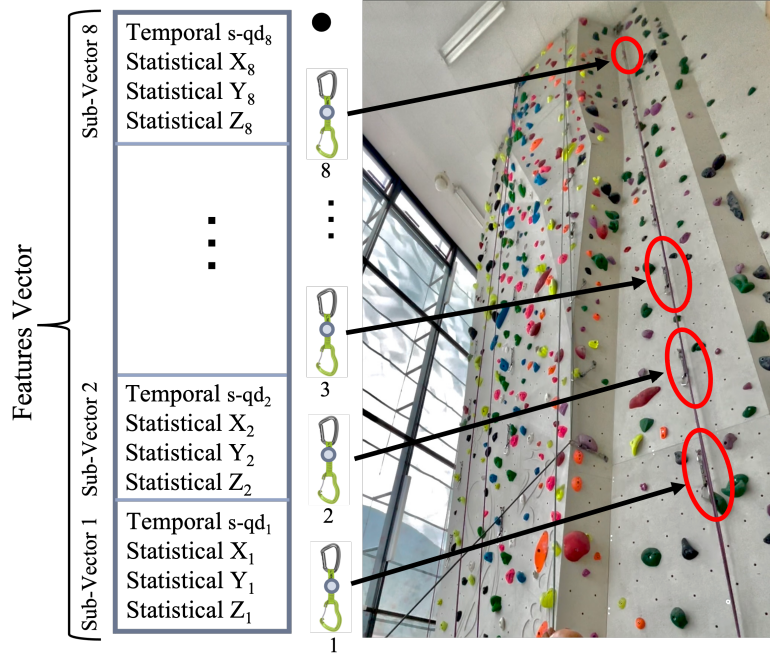 Features Vector
Sub-Vector 8
Temporal s-qd₈
Statistical X₈
Statistical Y₈
Statistical Z₈
8
3
Sub-Vector 2
Temporal s-qd₂
Statistical X₂
Statistical Y₂
Statistical Z₂
2
Sub-Vector 1
Temporal s-qd₁
Statistical X₁
Statistical Y₁
Statistical Z₁
1